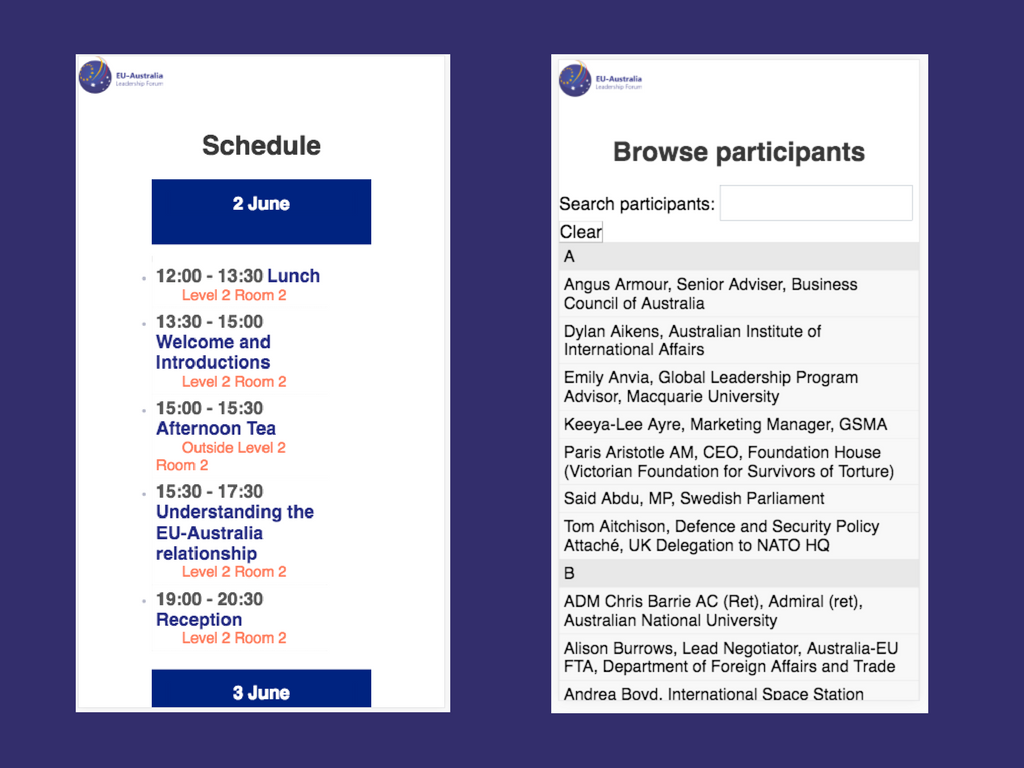 EU-Australia
Leadership Forum
Schedule
2 June
12:00 - 13:30 Lunch
Level 2 Room 2
13:30 - 15:00
Welcome and
Introductions
Level 2 Room 2
15:00 - 15:30
Afternoon Tea
Outside Level 2
Room 2
15:30 - 17:30
Understanding the
EU-Australia
relationship
Level 2 Room 2
19:00 - 20:30
Reception
Level 2 Room 2
3 June
EU-Australia
Leadership Forum
Browse participants
Search participants:
Clear
A
Angus Armour, Senior Adviser, Business
Council of Australia
Dylan Aikens, Australian Institute of
International Affairs
Emily Anvia, Global Leadership Program
Advisor, Macquarie University
Keeya-Lee Ayre, Marketing Manager, GSMA
Paris Aristotle AM, CEO, Foundation House
(Victorian Foundation for Survivors of Torture)
Said Abdu, MP, Swedish Parliament
Tom Aitchison, Defence and Security Policy
Attaché, UK Delegation to NATO HQ
B
ADM Chris Barrie AC (Ret), Admiral (ret),
Australian National University
Alison Burrows, Lead Negotiator, Australia-EU
FTA, Department of Foreign Affairs and Trade
Andrea Boyd, International Space Station